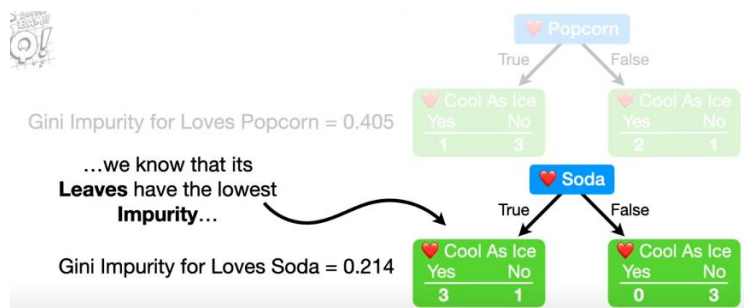 ❤️ Popcorn
True False
❤️ Cool As Ice ❤️ Cool As Ice
Yes No Yes No
Gini Impurity for Loves Popcorn = 0.405
1 3 2 1
…we know that its
Leaves have the lowest
Impurity…
❤️ Soda
True False
❤️ Cool As Ice ❤️ Cool As Ice
Gini Impurity for Loves Soda = 0.214
Yes No Yes No
3 1 0 3